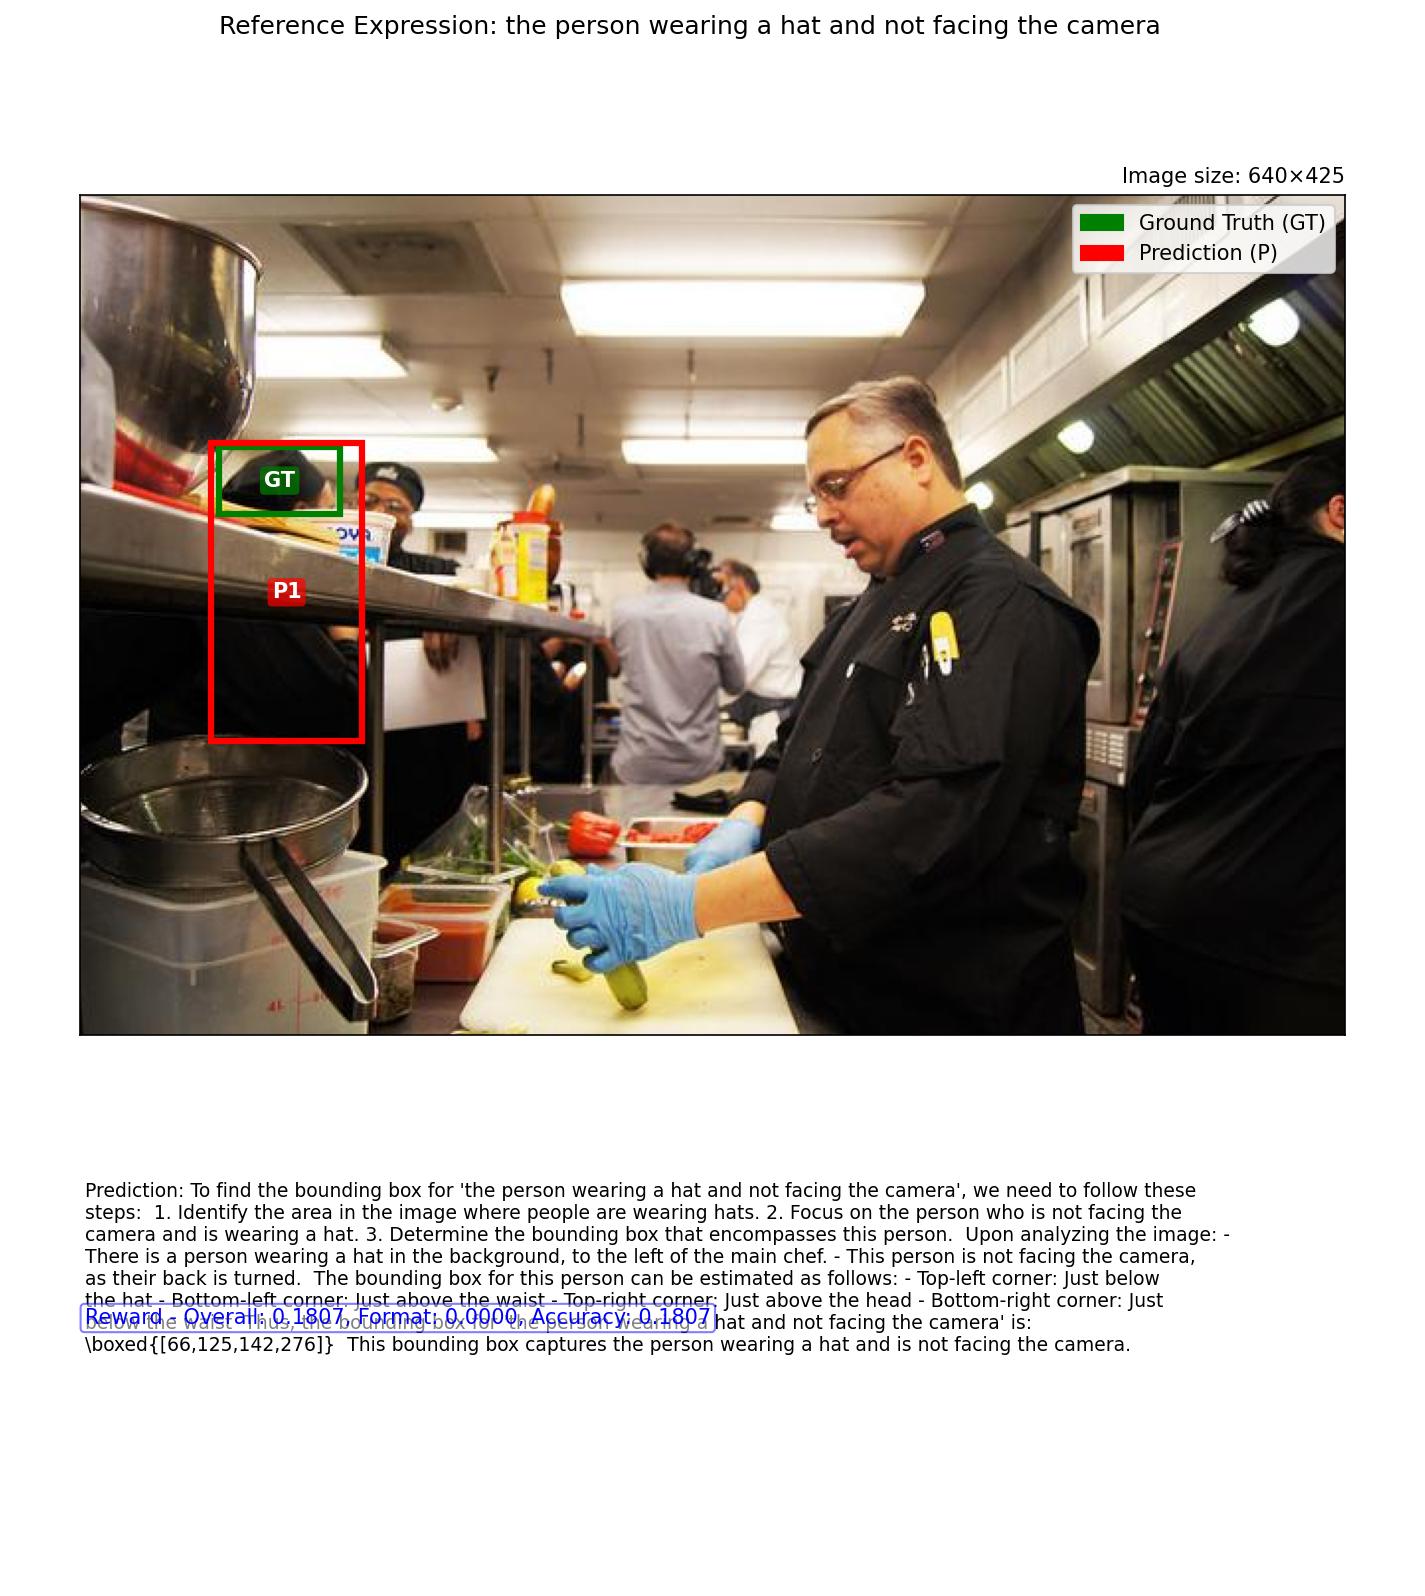 Reference Expression: the person wearing a hat and not facing the camera
Image size: 640×425
Ground Truth (GT)
Prediction (P)
GT
P1
Prediction: To find the bounding box for 'the person wearing a hat and not facing the camera', we need to follow these
steps:  1. Identify the area in the image where people are wearing hats. 2. Focus on the person who is not facing the
camera and is wearing a hat. 3. Determine the bounding box that encompasses this person.  Upon analyzing the image: -
There is a person wearing a hat in the background, to the left of the main chef. - This person is not facing the camera,
as their back is turned.  The bounding box for this person can be estimated as follows: - Top-left corner: Just below
the hat - Bottom-left corner: Just above the waist - Top-right corner: Just above the head - Bottom-right corner: Just
below the waist  Thus, the bounding box for 'the person wearing a hat and not facing the camera' is:
Reward - Overall: 0.1807, Format: 0.0000, Accuracy: 0.1807
\boxed{[66,125,142,276]}  This bounding box captures the person wearing a hat and is not facing the camera.